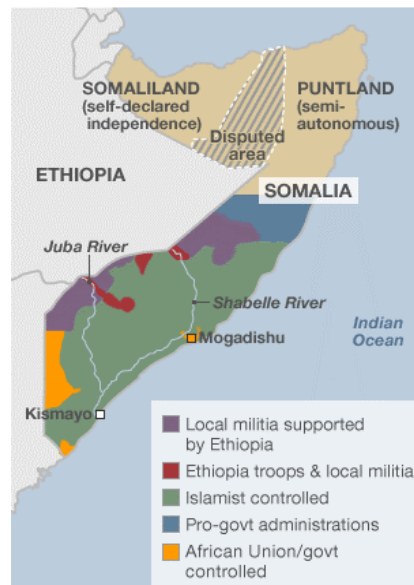 SOMALILAND
(self-declared
independence)
PUNTLAND
(semi-
autonomous)
Disputed
area
ETHIOPIA
SOMALIA
Juba River
Shabelle River
Indian
Ocean
Mogadishu
Kismayo
Local militia supported
by Ethiopia
Ethiopia troops & local militia
Islamist controlled
Pro-govt administrations
African Union/govt
controlled